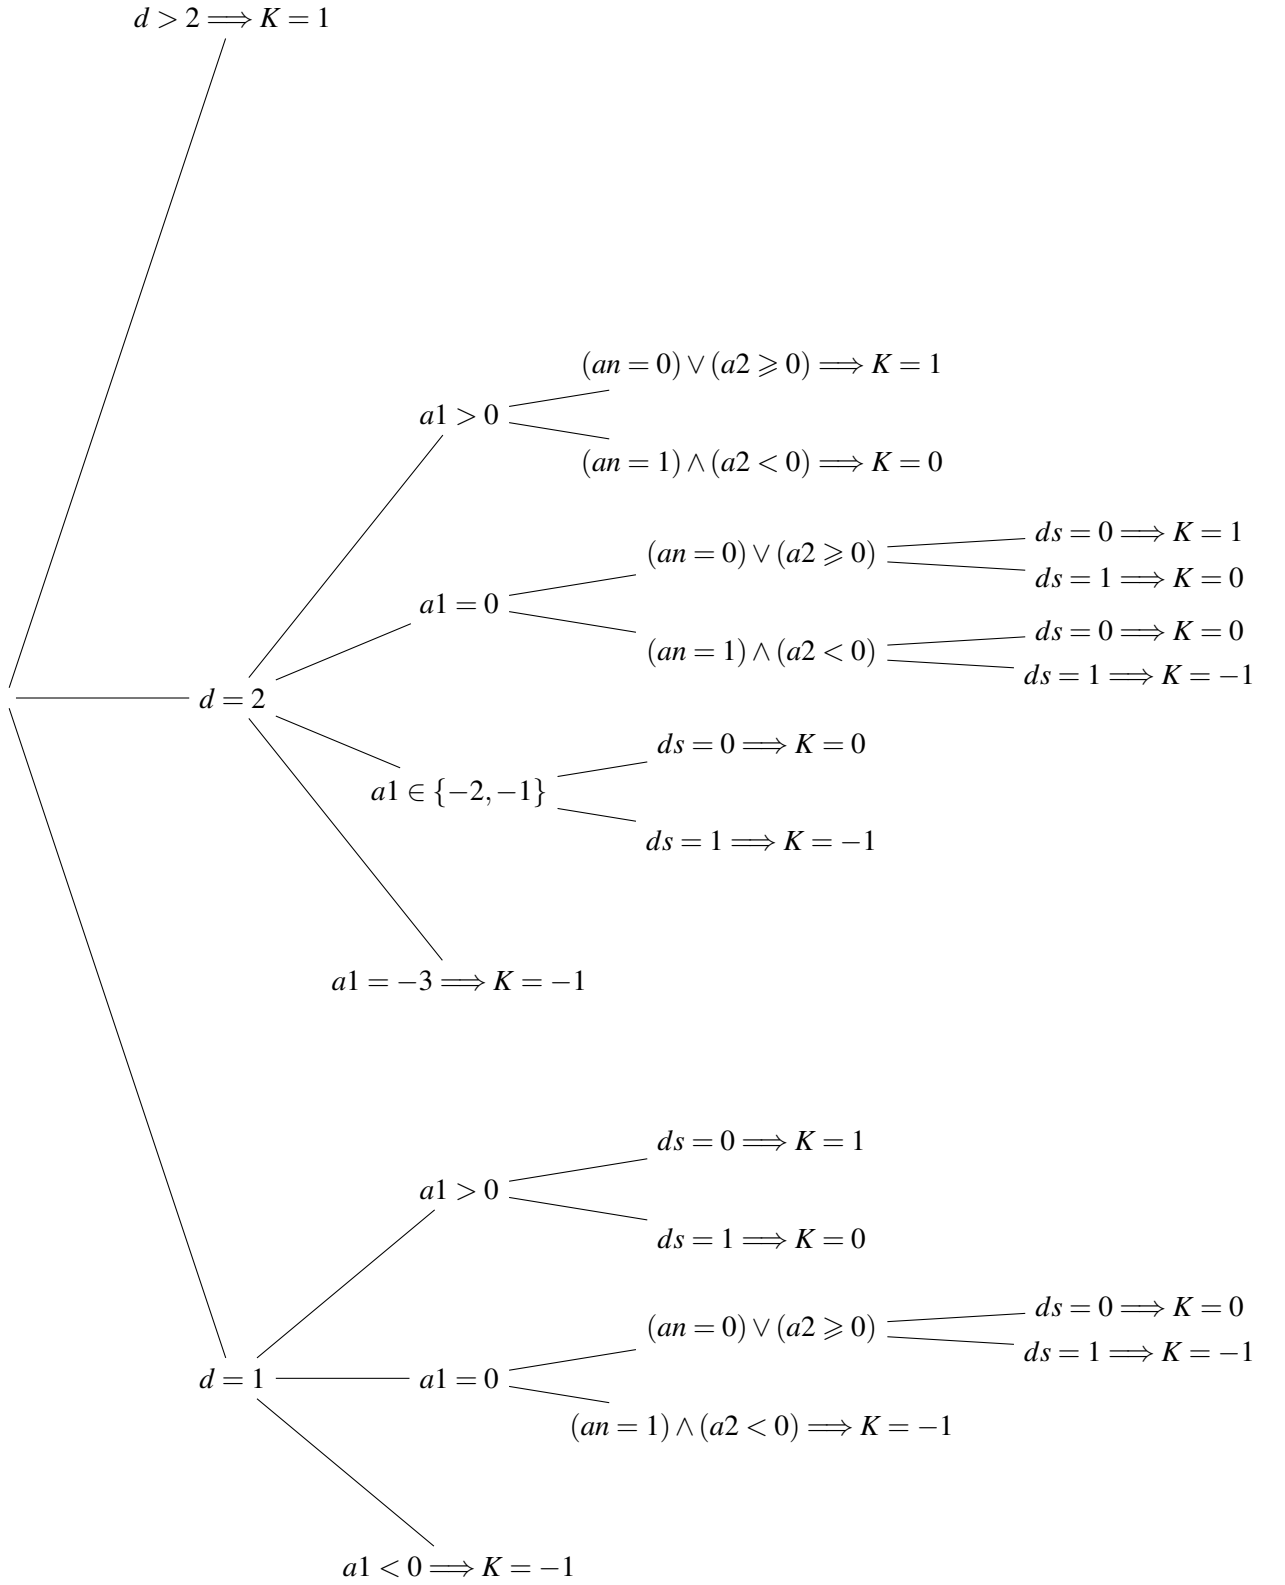 d > 2 ⟹ K = 1
(an = 0) ∨ (a2 ⩾ 0) ⟹ K = 1
a1 > 0
(an = 1) ∧ (a2 < 0) ⟹ K = 0
ds = 0 ⟹ K = 1
(an = 0) ∨ (a2 ⩾ 0)
ds = 1 ⟹ K = 0
a1 = 0
ds = 0 ⟹ K = 0
(an = 1) ∧ (a2 < 0)
ds = 1 ⟹ K = −1
d = 2
ds = 0 ⟹ K = 0
a1 ∈ {−2, −1}
ds = 1 ⟹ K = −1
a1 = −3 ⟹ K = −1
ds = 0 ⟹ K = 1
a1 > 0
ds = 1 ⟹ K = 0
ds = 0 ⟹ K = 0
(an = 0) ∨ (a2 ⩾ 0)
ds = 1 ⟹ K = −1
d = 1
a1 = 0
(an = 1) ∧ (a2 < 0) ⟹ K = −1
a1 < 0 ⟹ K = −1